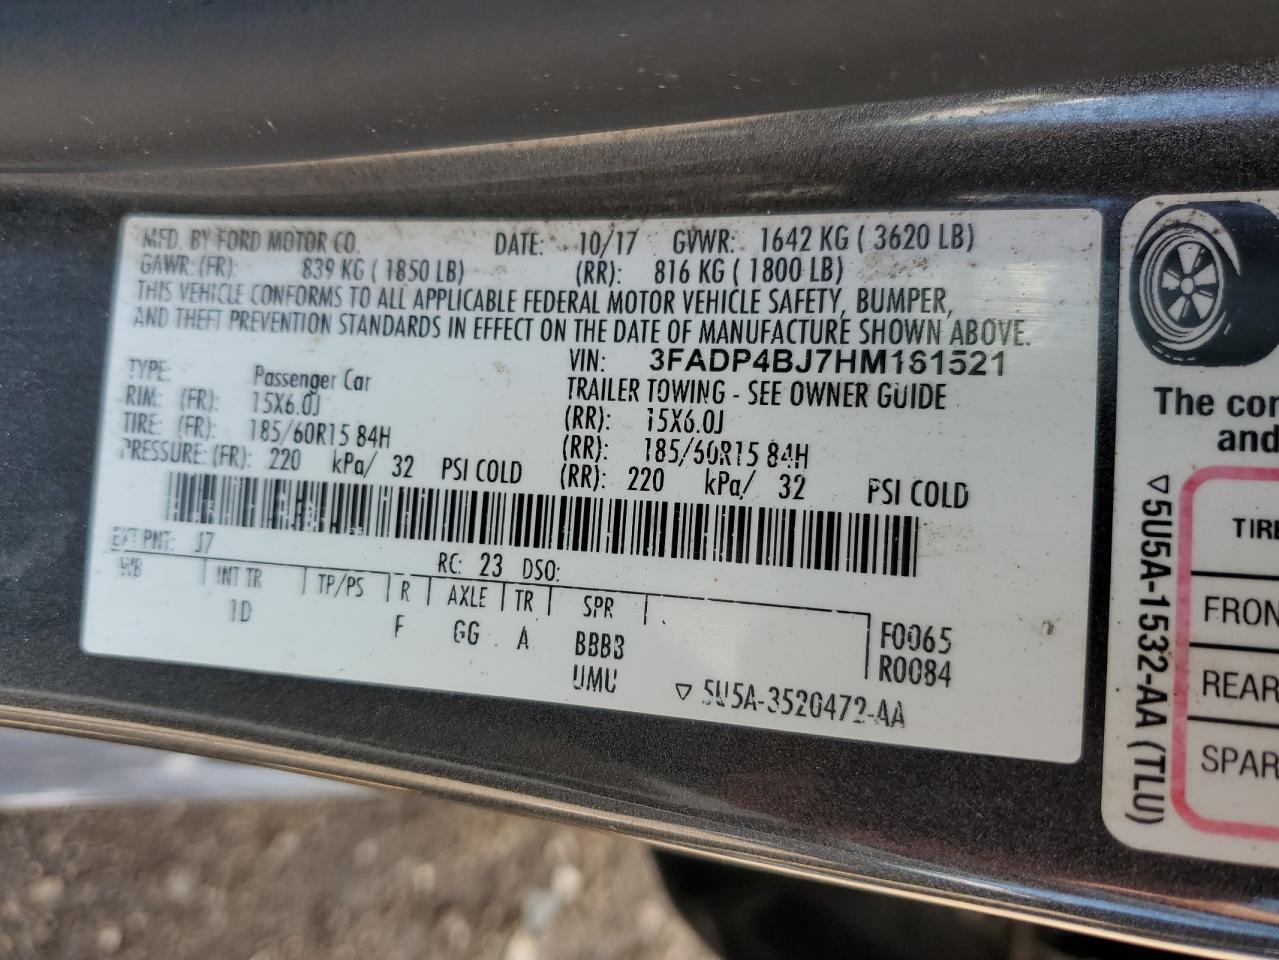 MFD. BY FORD MOTOR CO. DATE: 10/17 GVWR: 1642 KG ( 3620 LB)
GAWR: (FR): 839 KG ( 1850 LB) (RR): 816 KG ( 1800 LB)
THIS VEHICLE CONFORMS TO ALL APPLICABLE FEDERAL MOTOR VEHICLE SAFETY, BUMPER,
AND THEFT PREVENTION STANDARDS IN EFFECT ON THE DATE OF MANUFACTURE SHOWN ABOVE.
VIN: 3FADP4BJ7HM161521
TYPE: Passenger Car TRAILER TOWING - SEE OWNER GUIDE
RIM: (FR): 15X6.0J (RR): 15X6.0J
TIRE: (FR): 185/60R15 84H (RR): 185/60R15 84H
PRESSURE: (FR): 220 kPa/ 32 PSI COLD (RR): 220 kPa/ 32 PSI COLD
EXT PNT: J7 RC: 23 DSO:
WB INT TR TP/PS R AXLE TR SPR
1D F GG A BBB3 F0065
UMU R0084
▽ 5U5A-3520472-AA
The con
and
▽5U5A-1532-AA (TLU)
TIRE
FRON
REAR
SPAR